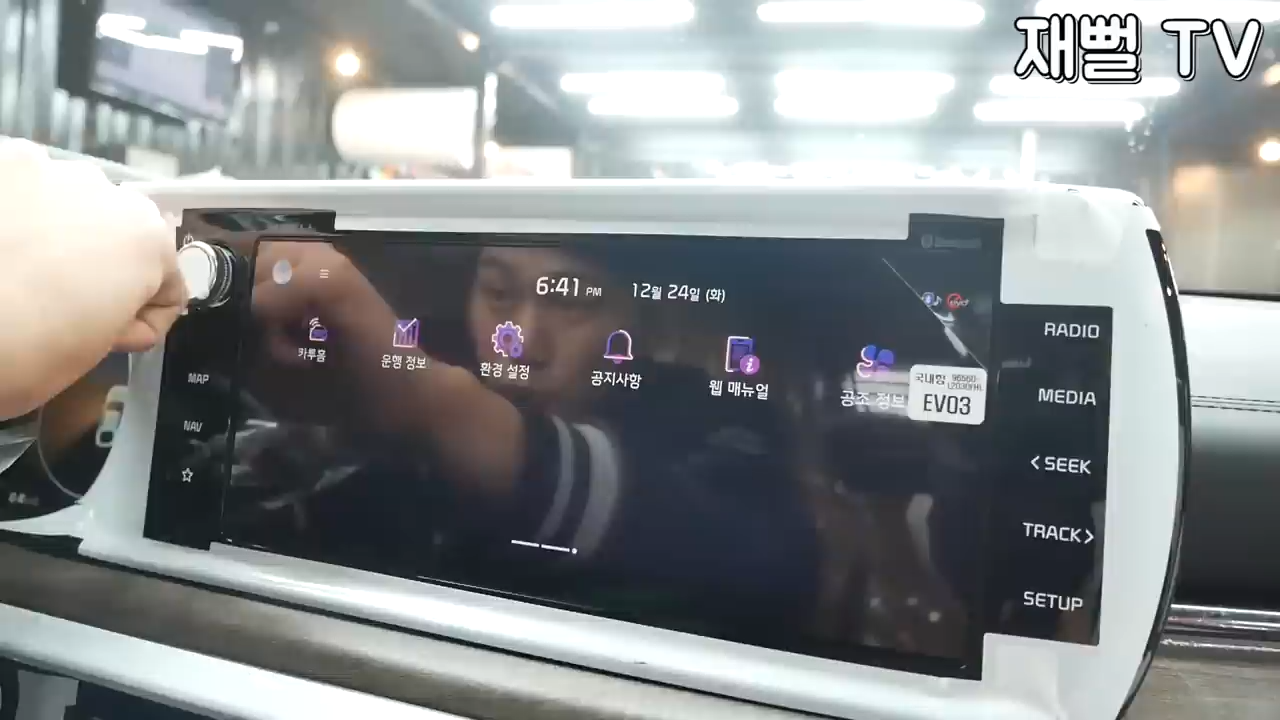 재뻘 TV
6:41 PM 12월 24일 (화)
카투홈
운행 정보
환경 설정
공지사항
웹 매뉴얼
공조 정보
국내향 96560-
EV03
MAP
NAV
RADIO
MEDIA
< SEEK
TRACK >
SETUP